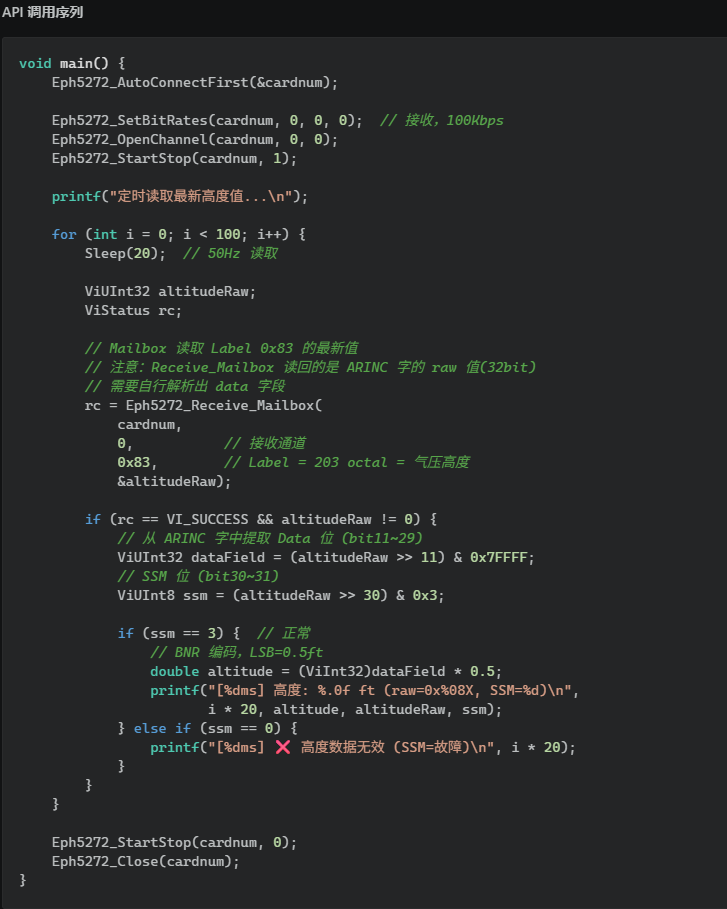 API 调用序列
void main() {
    Eph5272_AutoConnectFirst(&cardnum);
    Eph5272_SetBitRates(cardnum, 0, 0, 0);  // 接收，100Kbps
    Eph5272_OpenChannel(cardnum, 0, 0);
    Eph5272_StartStop(cardnum, 1);
    printf("定时读取最新高度值...\n");
    for (int i = 0; i < 100; i++) {
        Sleep(20);  // 50Hz 读取
        ViUInt32 altitudeRaw;
        ViStatus rc;
        // Mailbox 读取 Label 0x83 的最新值
        // 注意：Receive_Mailbox 读回的是 ARINC 字的 raw 值(32bit)
        // 需要自行解析出 data 字段
        rc = Eph5272_Receive_Mailbox(
            cardnum,
            0,           // 接收通道
            0x83,        // Label = 203 octal = 气压高度
            &altitudeRaw);
        if (rc == VI_SUCCESS && altitudeRaw != 0) {
            // 从 ARINC 字中提取 Data 位 (bit11~29)
            ViUInt32 dataField = (altitudeRaw >> 11) & 0x7FFFF;
            // SSM 位 (bit30~31)
            ViUInt8 ssm = (altitudeRaw >> 30) & 0x3;
            if (ssm == 3) {  // 正常
                // BNR 编码，LSB=0.5ft
                double altitude = (ViInt32)dataField * 0.5;
                printf("[%dms] 高度: %.0f ft (raw=0x%08X, SSM=%d)\n",
                       i * 20, altitude, altitudeRaw, ssm);
            } else if (ssm == 0) {
                printf("[%dms] ❌ 高度数据无效 (SSM=故障)\n", i * 20);
            }
        }
    }
    Eph5272_StartStop(cardnum, 0);
    Eph5272_Close(cardnum);
}